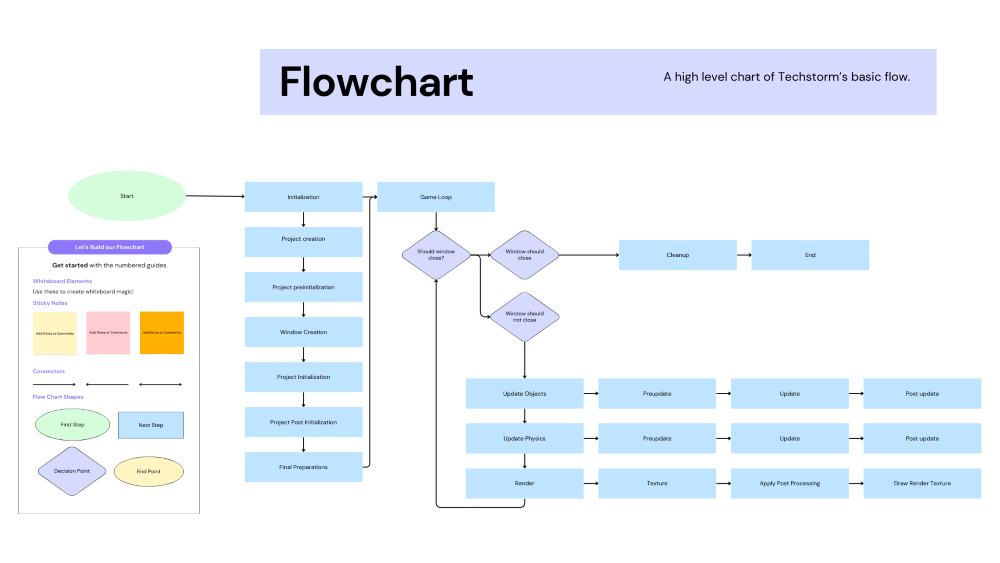 Flowchart
A high level chart of Techstorm's basic flow.
Start
Initialization
Game Loop
Project creation
Project preinitialization
Window Creation
Project Initialization
Project Post Initialization
Final Preparations
Should window
close?
Window should
close
Cleanup
End
Window should
not close
Update Objects
Preupdate
Update
Post update
Update Physics
Preupdate
Update
Post update
Render
Texture
Apply Post Processing
Draw Render Texture
Let's Build our Flowchart
Get started with the numbered guides.
Whiteboard Elements
Use these to create whiteboard magic!
Sticky Notes
Add Notes or Comments
Add Notes or Comments
Add Notes or Comments
Connectors
Flow Chart Shapes
First Step
Next Step
Decision Point
End Point